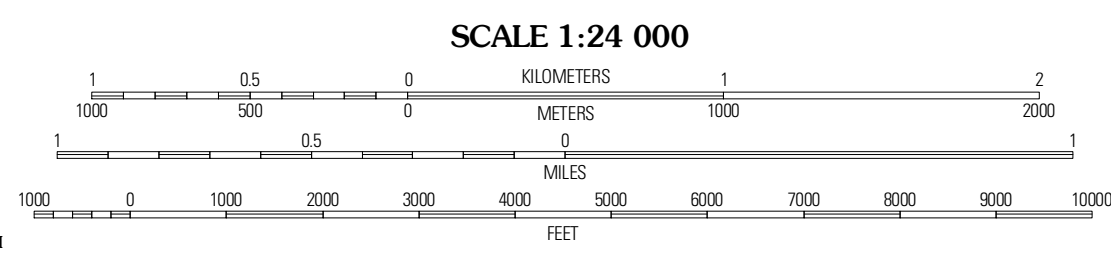 SCALE 1:24 000
1 0.5 0 KILOMETERS 1 2
1000 500 0 METERS 1000 2000
1 0.5 0 1
MILES
1000 0 1000 2000 3000 4000 5000 6000 7000 8000 9000 10000
FEET